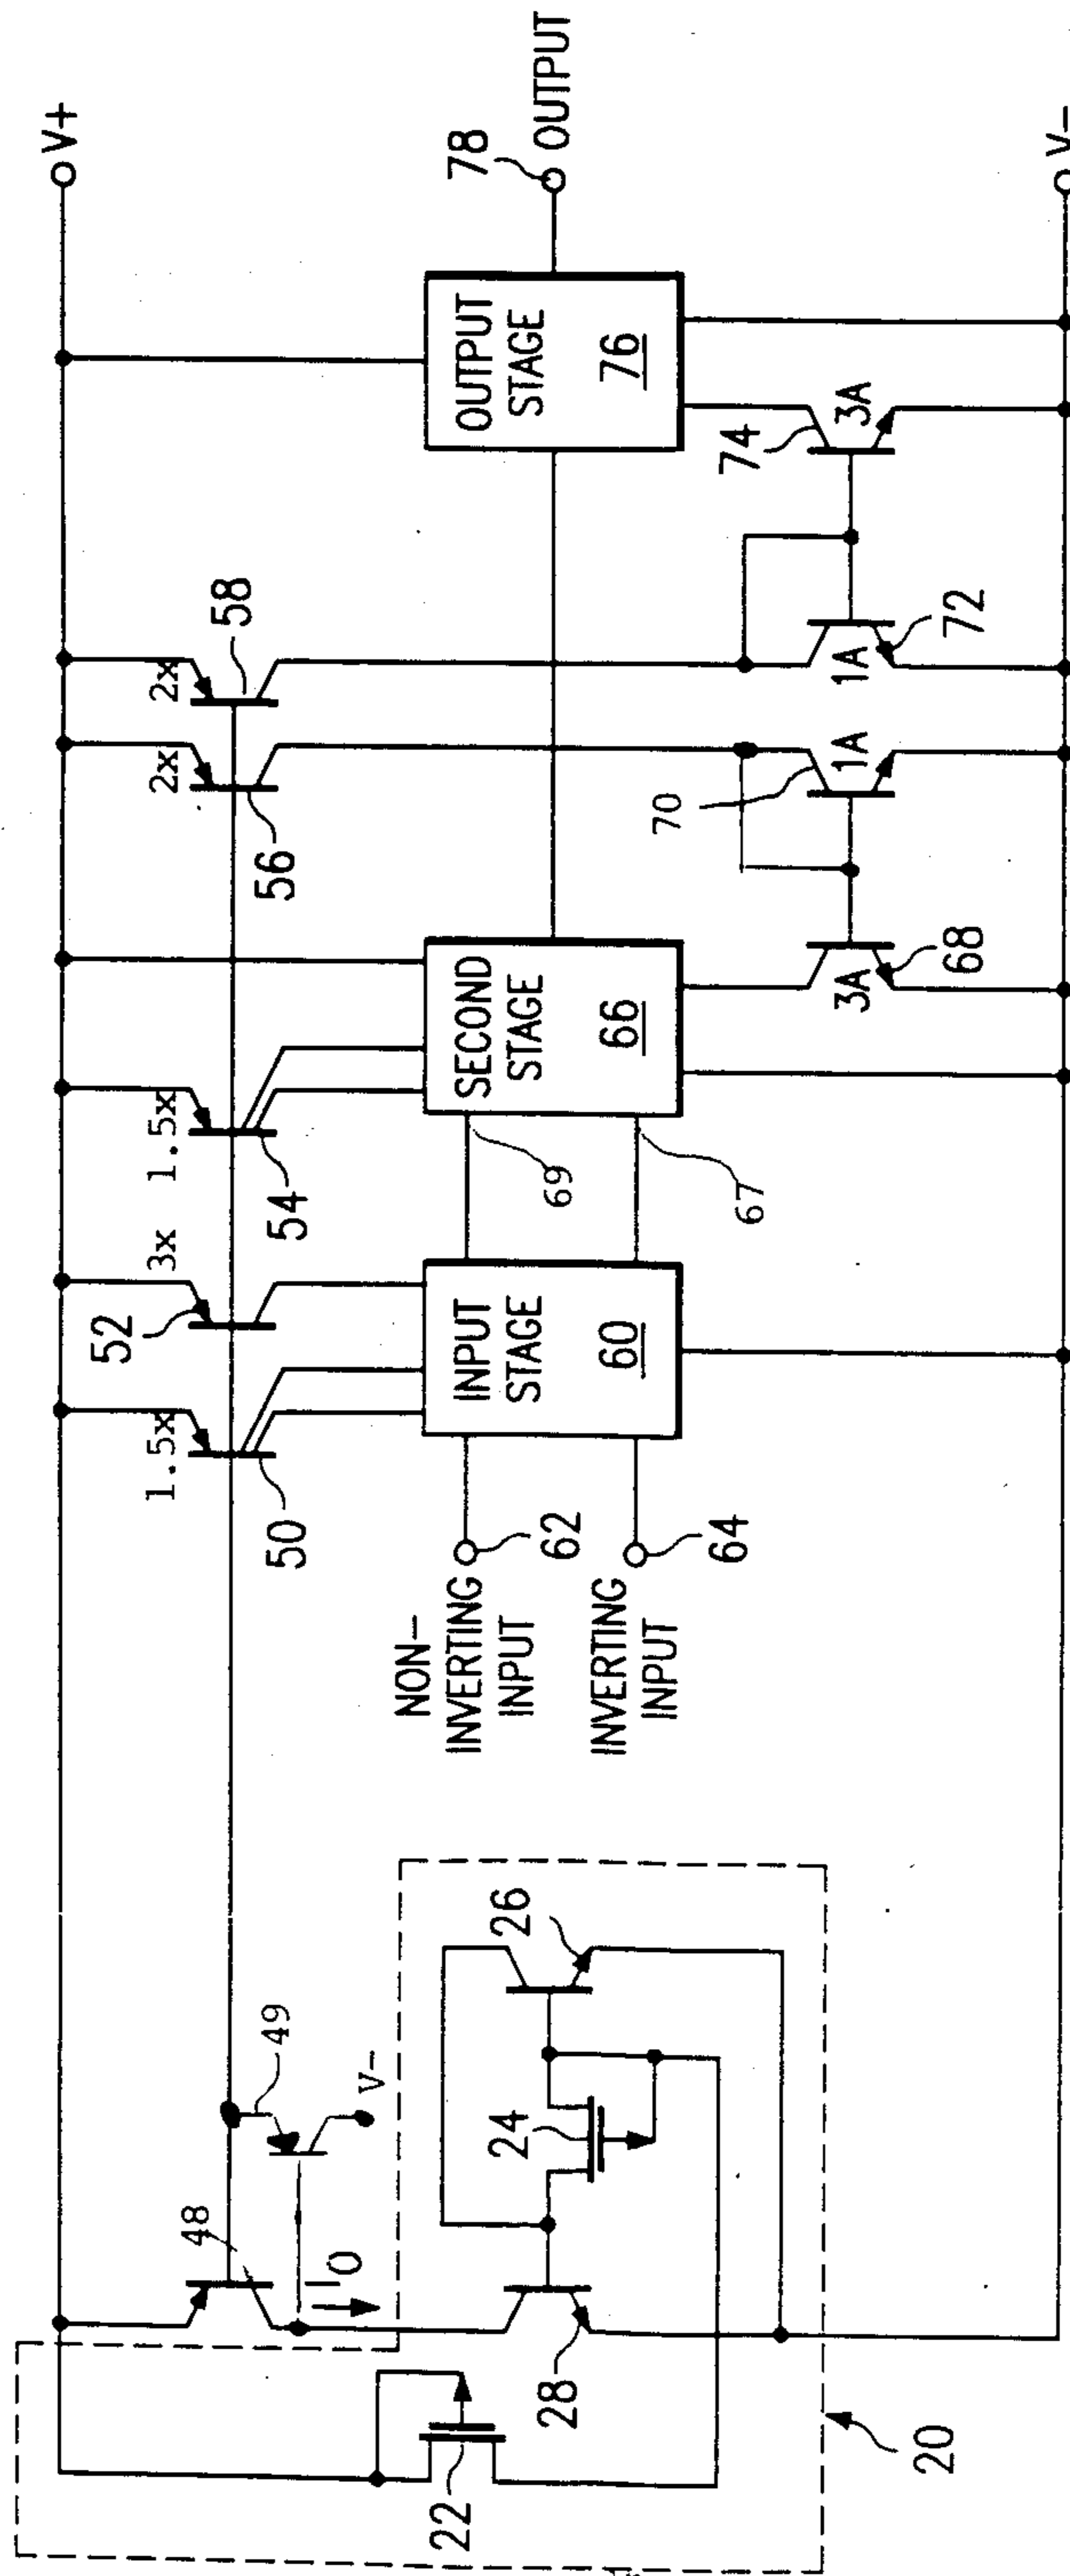 V+
V-
1.5x
50
3x
52
1.5x
54
2x
56
2x
58
48
49
V-
I0
22
24
26
28
20
NON-
INVERTING
INPUT
62
INVERTING
INPUT
64
INPUT
STAGE
60
69
67
SECOND
STAGE
66
3A
68
70
1A
1A
72
74
3A
OUTPUT
STAGE
76
78
OUTPUT